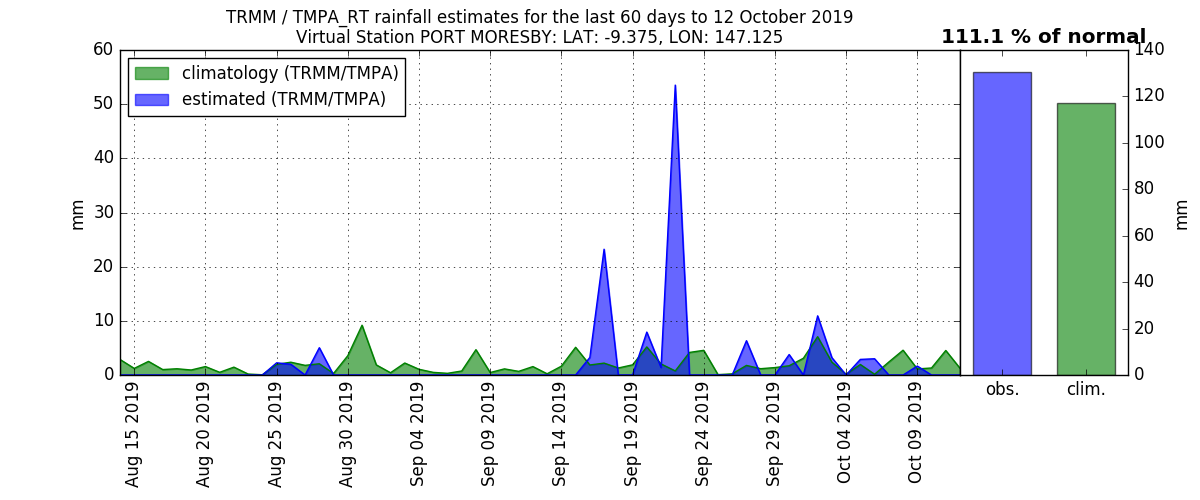 TRMM / TMPA_RT rainfall estimates for the last 60 days to 12 October 2019
Virtual Station PORT MORESBY: LAT: -9.375, LON: 147.125
111.1 % of normal
climatology (TRMM/TMPA)
estimated (TRMM/TMPA)
60
50
40
30
20
10
0
mm
Aug 15 2019
Aug 20 2019
Aug 25 2019
Aug 30 2019
Sep 04 2019
Sep 09 2019
Sep 14 2019
Sep 19 2019
Sep 24 2019
Sep 29 2019
Oct 04 2019
Oct 09 2019
140
120
100
80
60
40
20
0
mm
obs.
clim.